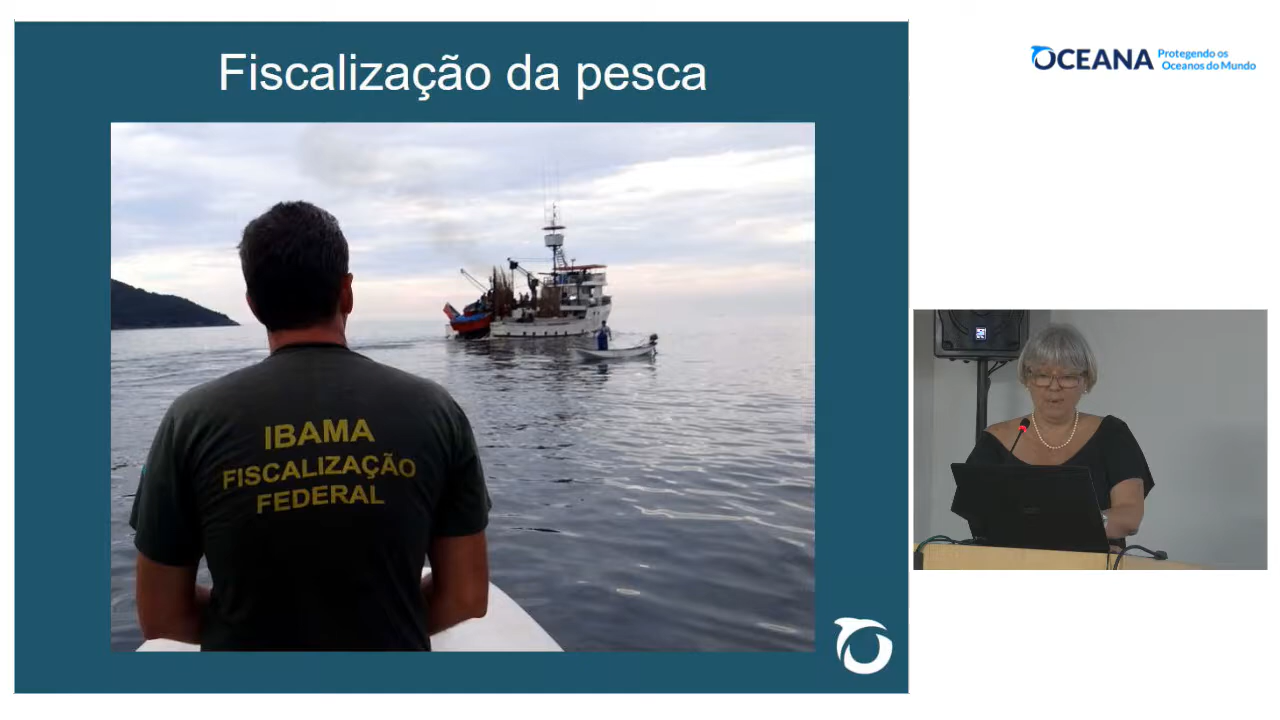 Fiscalização da pesca
IBAMA
FISCALIZAÇÃO
FEDERAL
OCEANA Protegendo os
Oceanos do Mundo